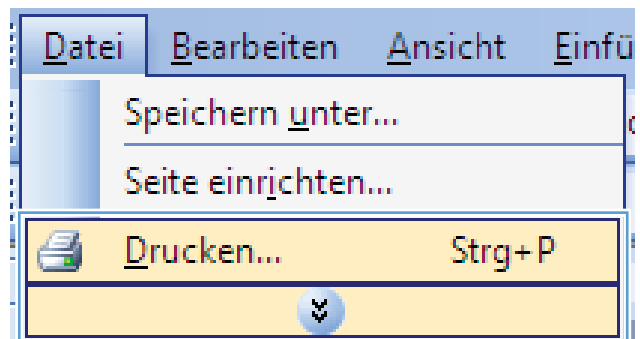 Datei Bearbeiten Ansicht Einfü
Speichern unter...
Seite einrichten...
Drucken... Strg+P